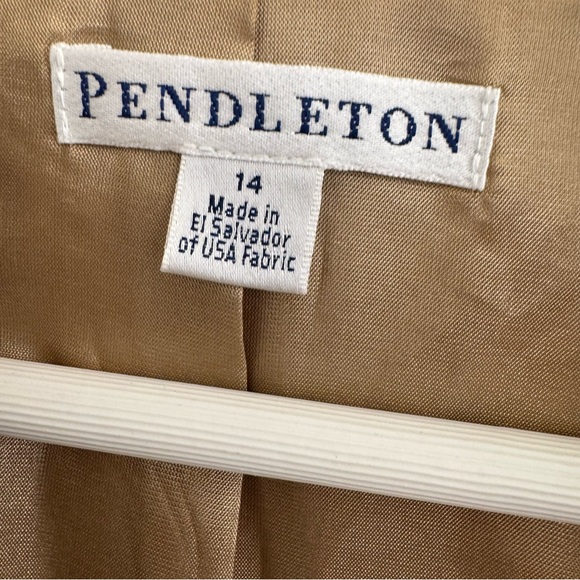 PENDLETON
14
Made in
El Salvador
of USA Fabric